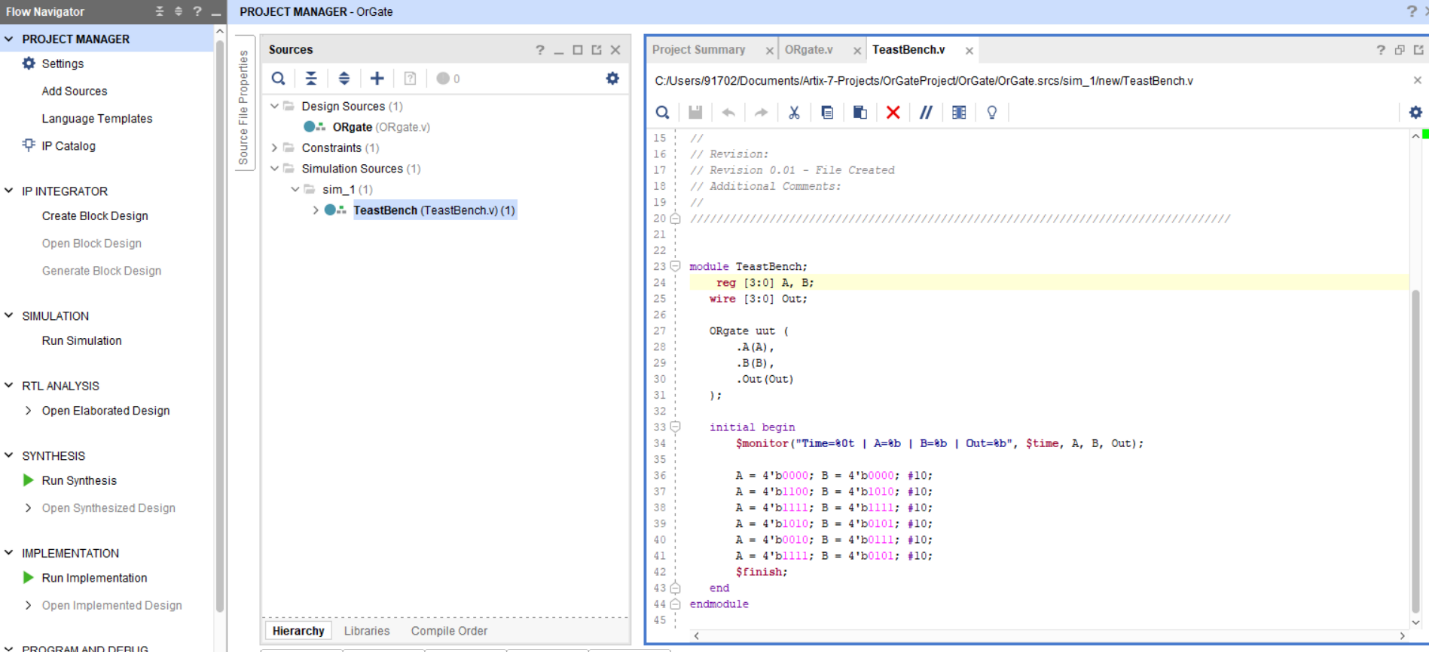 Flow Navigator ?
PROJECT MANAGER - OrGate ?
PROJECT MANAGER
Settings
Add Sources
Language Templates
IP Catalog
IP INTEGRATOR
Create Block Design
Open Block Design
Generate Block Design
SIMULATION
Run Simulation
RTL ANALYSIS
Open Elaborated Design
SYNTHESIS
Run Synthesis
Open Synthesized Design
IMPLEMENTATION
Run Implementation
Open Implemented Design
PROGRAM AND DEBUG
Source File Properties
Sources ?
? 0
Design Sources (1)
ORgate (ORgate.v)
Constraints (1)
Simulation Sources (1)
sim_1 (1)
TeastBench (TeastBench.v) (1)
Hierarchy Libraries Compile Order
Project Summary × ORgate.v × TeastBench.v × ?
C:/Users/91702/Documents/Artix-7-Projects/OrGateProject/OrGate/OrGate.srcs/sim_1/new/TeastBench.v ×
//
15 //
16 // Revision:
17 // Revision 0.01 - File Created
18 // Additional Comments:
19 //
20 //////////////////////////////////////////////////////////////////////////////////
21
22
23 module TeastBench;
24 reg [3:0] A, B;
25 wire [3:0] Out;
26
27 ORgate uut (
28 .A(A),
29 .B(B),
30 .Out(Out)
31 );
32
33 initial begin
34 $monitor("Time=%0t | A=%b | B=%b | Out=%b", $time, A, B, Out);
35
36 A = 4'b0000; B = 4'b0000; #10;
37 A = 4'b1100; B = 4'b1010; #10;
38 A = 4'b1111; B = 4'b1111; #10;
39 A = 4'b1010; B = 4'b0101; #10;
40 A = 4'b0010; B = 4'b0111; #10;
41 A = 4'b1111; B = 4'b0101; #10;
42 $finish;
43 end
44 endmodule
45